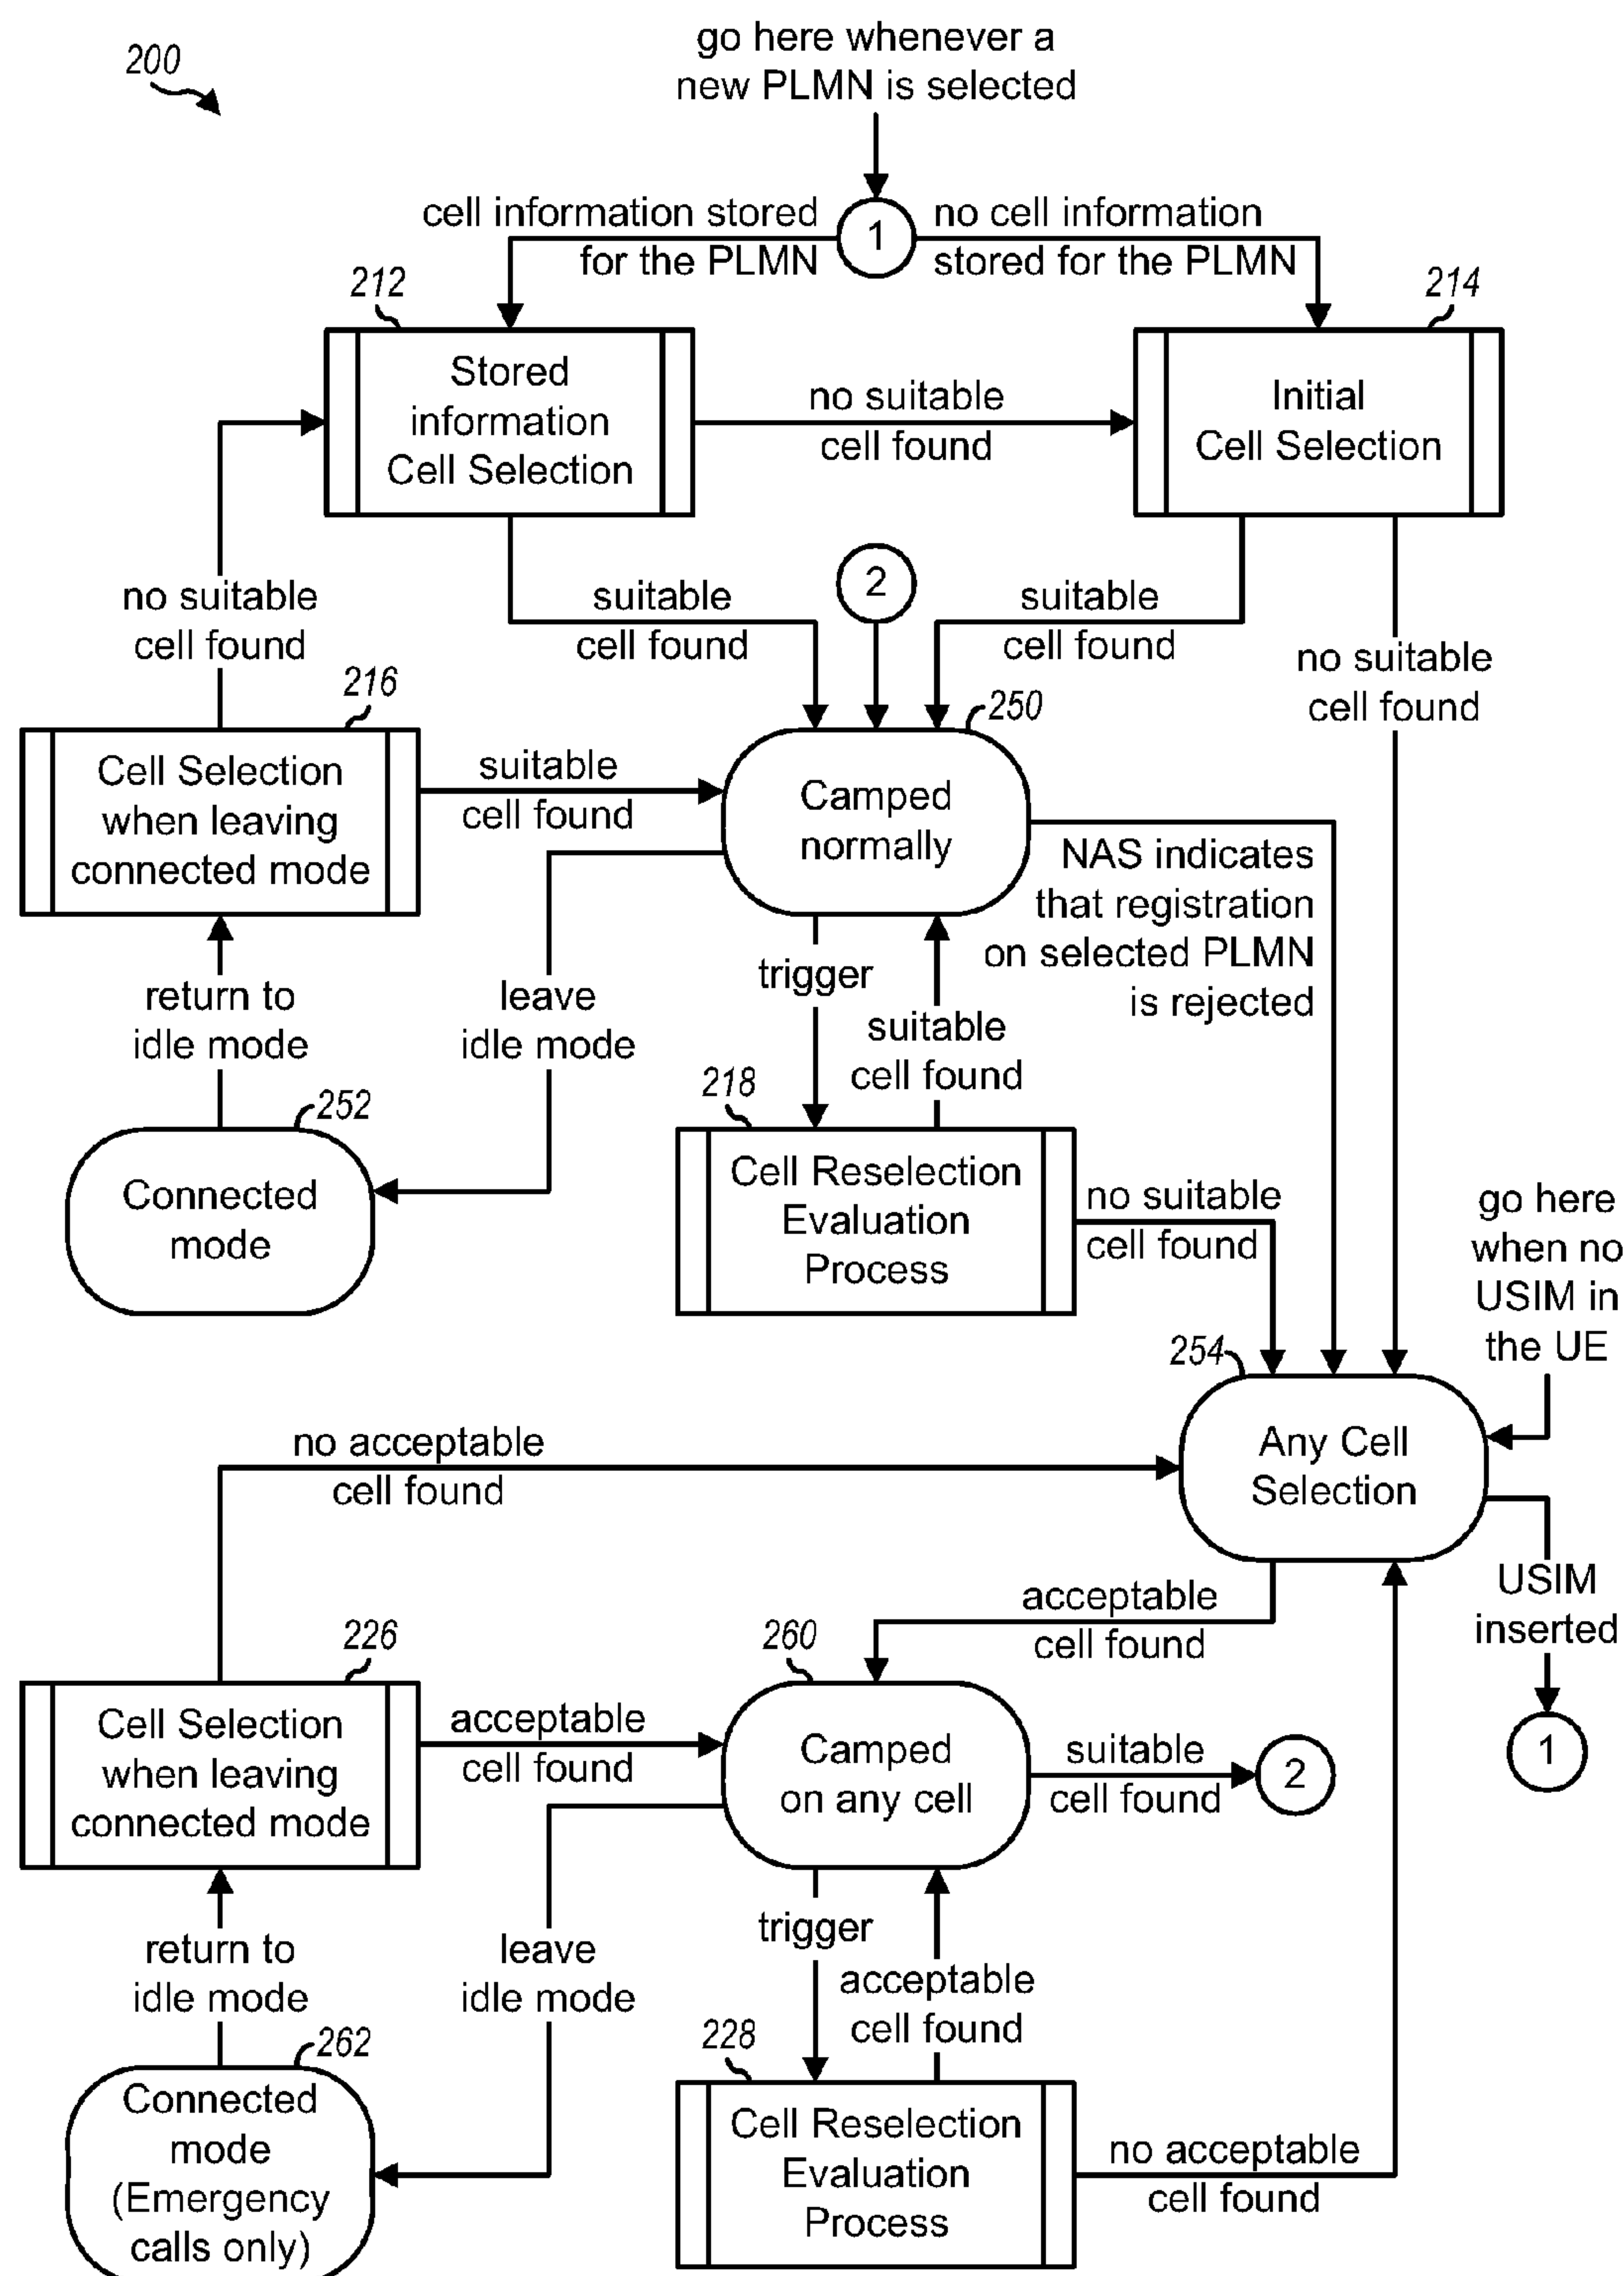 200
go here whenever a
new PLMN is selected
1
cell information stored
for the PLMN
no cell information
stored for the PLMN
212
Stored
information
Cell Selection
no suitable
cell found
214
Initial
Cell Selection
no suitable
cell found
suitable
cell found
2
suitable
cell found
no suitable
cell found
216
Cell Selection
when leaving
connected mode
suitable
cell found
250
Camped
normally
NAS indicates
that registration
on selected PLMN
is rejected
return to
idle mode
leave
idle mode
trigger
suitable
cell found
252
Connected
mode
218
Cell Reselection
Evaluation
Process
no suitable
cell found
go here
when no
USIM in
the UE
254
Any Cell
Selection
no acceptable
cell found
acceptable
cell found
USIM
inserted
1
226
Cell Selection
when leaving
connected mode
acceptable
cell found
260
Camped
on any cell
suitable
cell found
2
return to
idle mode
leave
idle mode
trigger
acceptable
cell found
262
Connected
mode
(Emergency
calls only)
228
Cell Reselection
Evaluation
Process
no acceptable
cell found